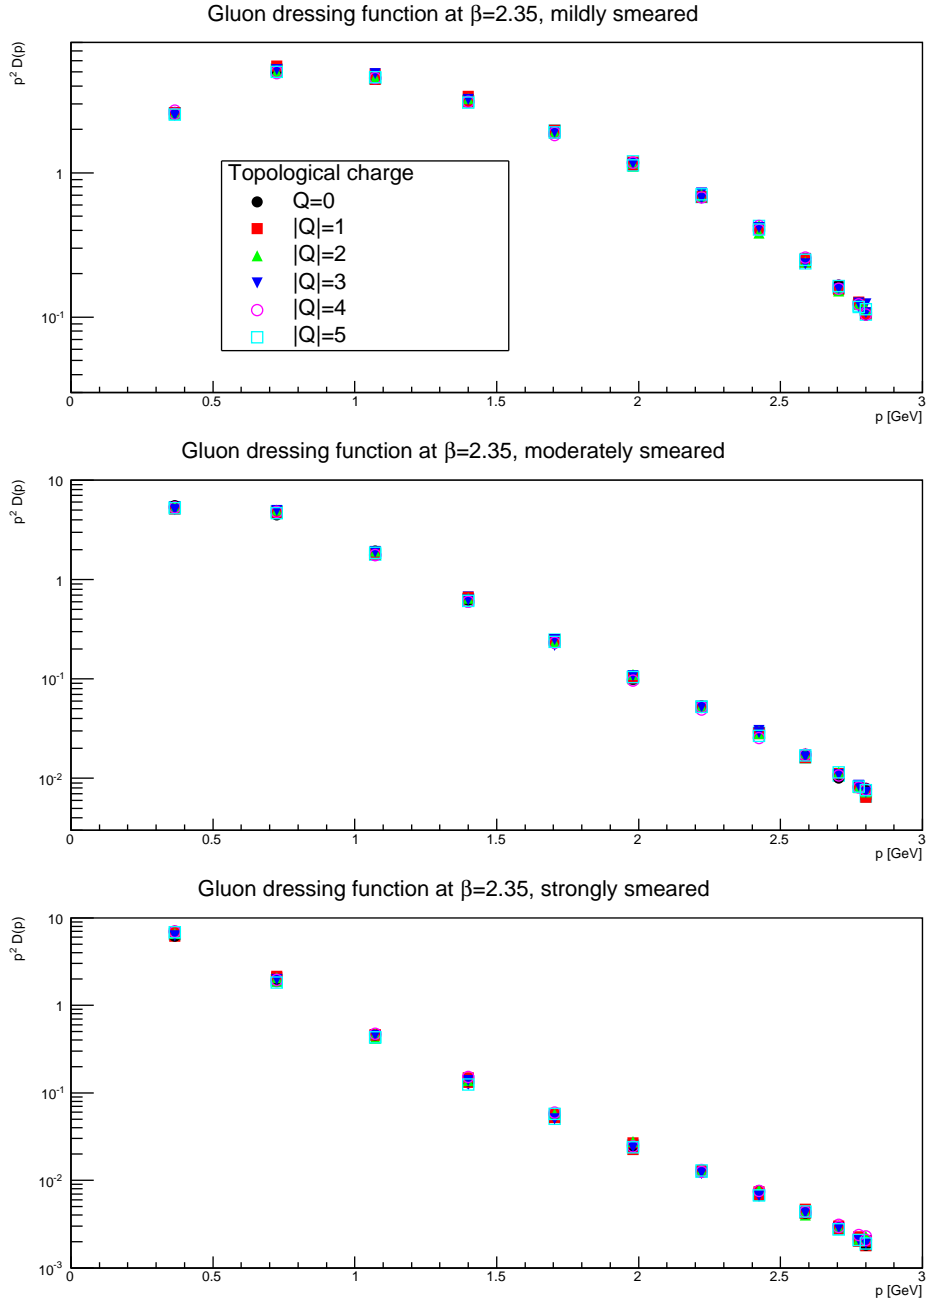 Gluon dressing function at β=2.35, mildly smeared
p² D(p)
1
10⁻¹
Topological charge
Q=0
|Q|=1
|Q|=2
|Q|=3
|Q|=4
|Q|=5
0 0.5 1 1.5 2 2.5 3
p [GeV]
Gluon dressing function at β=2.35, moderately smeared
p² D(p)
10
1
10⁻¹
10⁻²
0 0.5 1 1.5 2 2.5 3
p [GeV]
Gluon dressing function at β=2.35, strongly smeared
p² D(p)
10
1
10⁻¹
10⁻²
10⁻³
0 0.5 1 1.5 2 2.5 3
p [GeV]